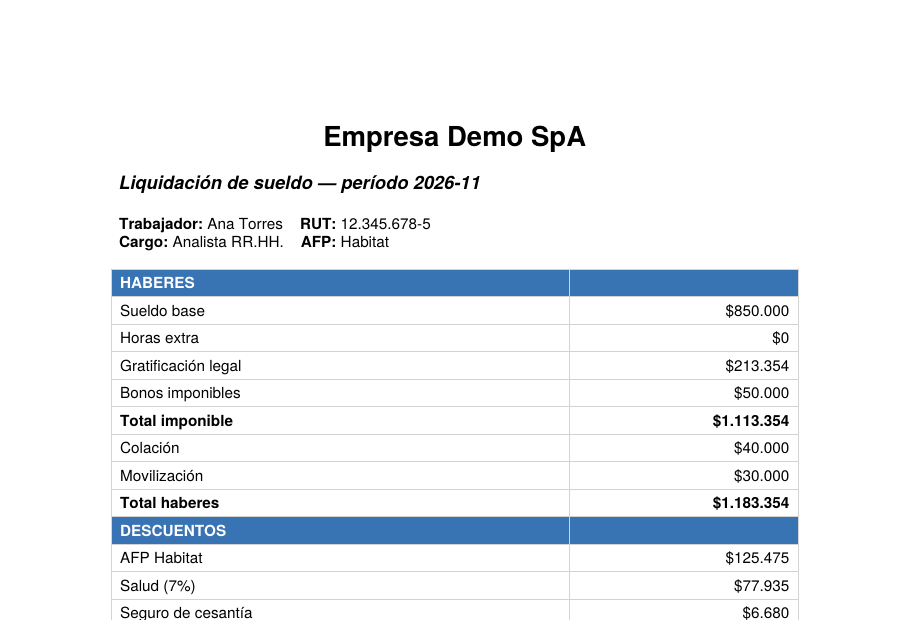 Empresa Demo SpA
Liquidación de sueldo — período 2026-11
Trabajador: Ana Torres RUT: 12.345.678-5
Cargo: Analista RR.HH. AFP: Habitat
HABERES
Sueldo base $850.000
Horas extra $0
Gratificación legal $213.354
Bonos imponibles $50.000
Total imponible $1.113.354
Colación $40.000
Movilización $30.000
Total haberes $1.183.354
DESCUENTOS
AFP Habitat $125.475
Salud (7%) $77.935
Seguro de cesantía $6.680